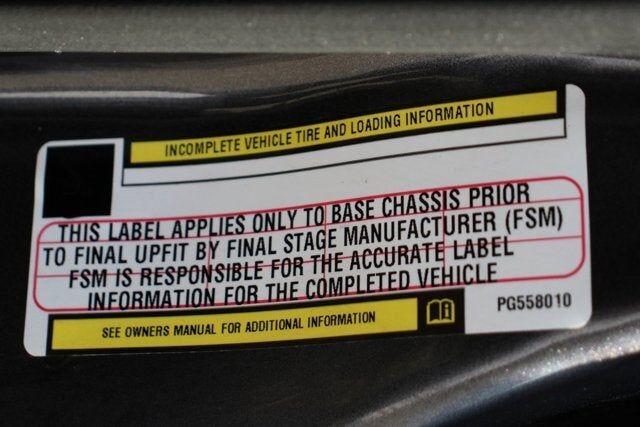 INCOMPLETE VEHICLE TIRE AND LOADING INFORMATION
THIS LABEL APPLIES ONLY TO BASE CHASSIS PRIOR
TO FINAL UPFIT BY FINAL STAGE MANUFACTURER (FSM)
FSM IS RESPONSIBLE FOR THE ACCURATE LABEL
INFORMATION FOR THE COMPLETED VEHICLE
SEE OWNERS MANUAL FOR ADDITIONAL INFORMATION
PG558010